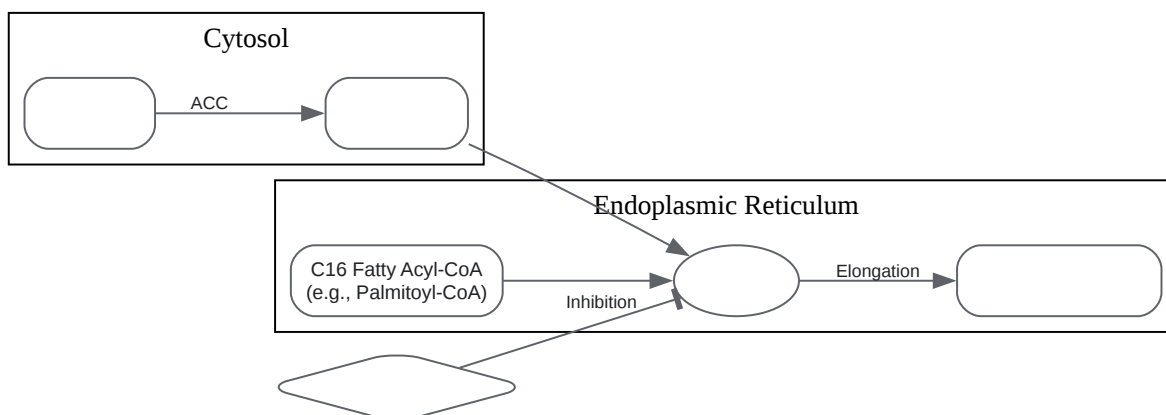 Cytosol
ACC
Endoplasmic Reticulum
C16 Fatty Acyl-CoA
(e.g., Palmitoyl-CoA)
Elongation
Inhibition